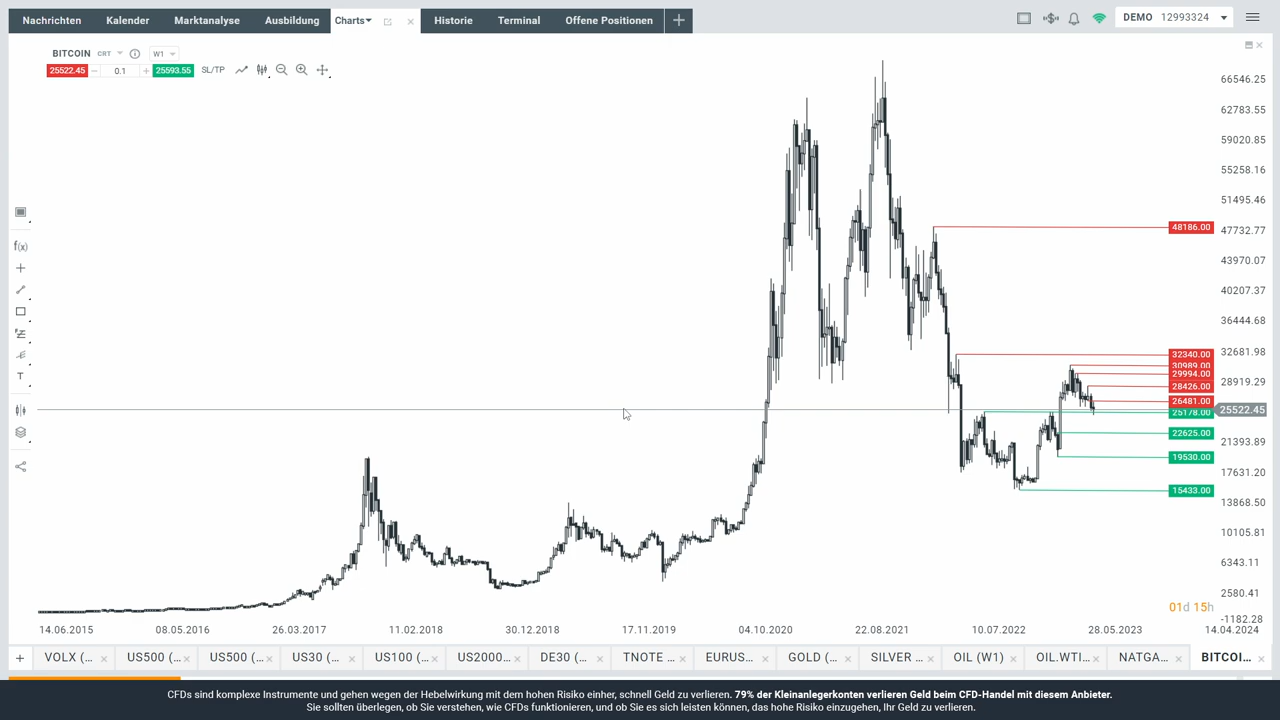 Nachrichten Kalender Marktanalyse Ausbildung Charts Historie Terminal Offene Positionen DEMO 12993324
BITCOIN CRT W1
25522.45 0.1 25593.55 SL/TP
66546.25
62783.55
59020.85
55258.16
51495.46
48186.00
47732.77
43970.07
40207.37
36444.68
32340.00 32681.98
30989.00
29994.00
28426.00 28919.29
26481.00
25178.00 25522.45
22625.00
21393.89
19530.00
17631.20
15433.00
13868.50
10105.81
6343.11
2580.41
01d 15h
-1182.28
f(x)
T
14.06.2015 08.05.2016 26.03.2017 11.02.2018 30.12.2018 17.11.2019 04.10.2020 22.08.2021 10.07.2022 28.05.2023 14.04.2024
VOLX (... US500 (... US500 (... US30 (... US100 (... US2000... DE30 (... TNOTE ... EURUS... GOLD (... SILVER ... OIL (W1) OIL.WTI... NATGA... BITCOI...
CFDs sind komplexe Instrumente und gehen wegen der Hebelwirkung mit dem hohen Risiko einher, schnell Geld zu verlieren. 79% der Kleinanlegerkonten verlieren Geld beim CFD-Handel mit diesem Anbieter.
Sie sollten überlegen, ob Sie verstehen, wie CFDs funktionieren, und ob Sie es sich leisten können, das hohe Risiko einzugehen, Ihr Geld zu verlieren.